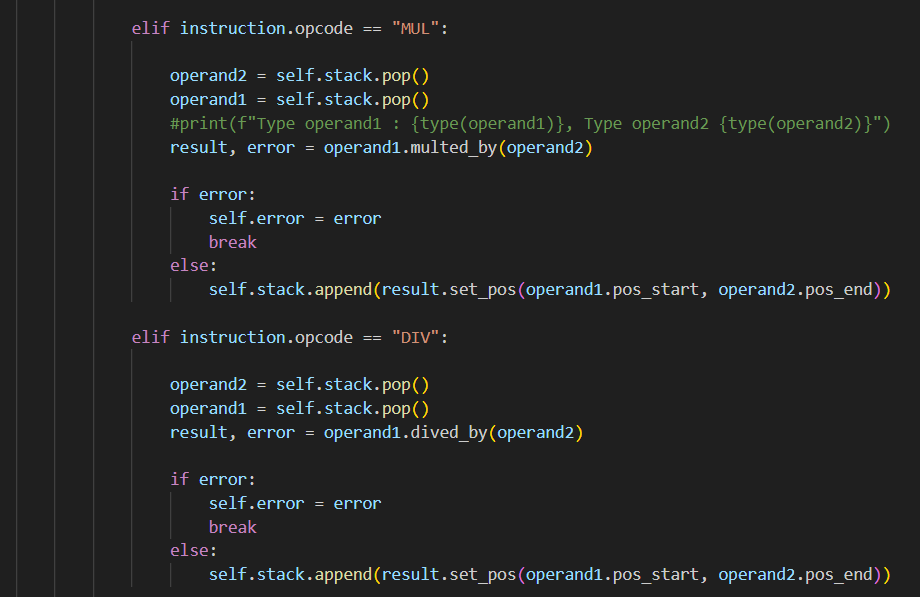 elif instruction.opcode == "MUL":
operand2 = self.stack.pop()
operand1 = self.stack.pop()
#print(f"Type operand1 : {type(operand1)}, Type operand2 {type(operand2)}")
result, error = operand1.multed_by(operand2)
if error:
self.error = error
break
else:
self.stack.append(result.set_pos(operand1.pos_start, operand2.pos_end))
elif instruction.opcode == "DIV":
operand2 = self.stack.pop()
operand1 = self.stack.pop()
result, error = operand1.dived_by(operand2)
if error:
self.error = error
break
else:
self.stack.append(result.set_pos(operand1.pos_start, operand2.pos_end))